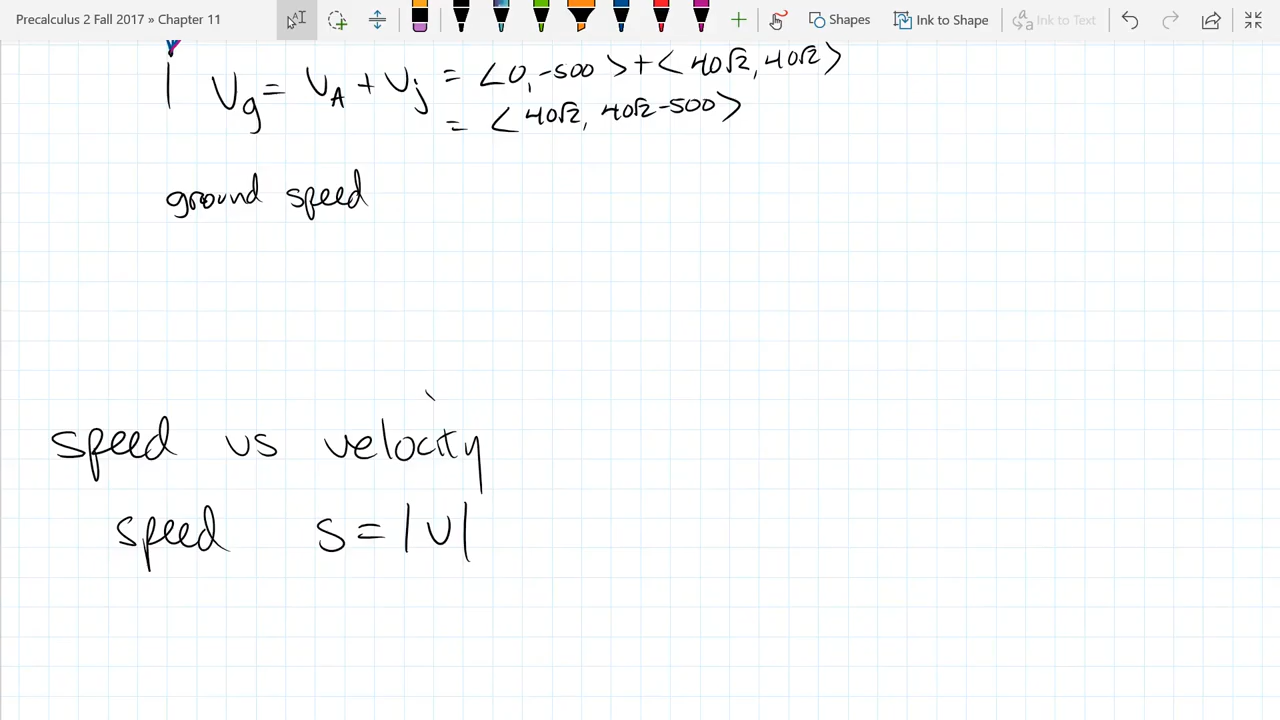 Precalculus 2 Fall 2017 » Chapter 11
Shapes
Ink to Shape
Ink to Text
Vg = VA + Vj = <0, -500> + <40√2, 40√2>
= <40√2, 40√2-500>
ground speed
speed vs velocity
speed s = |v|